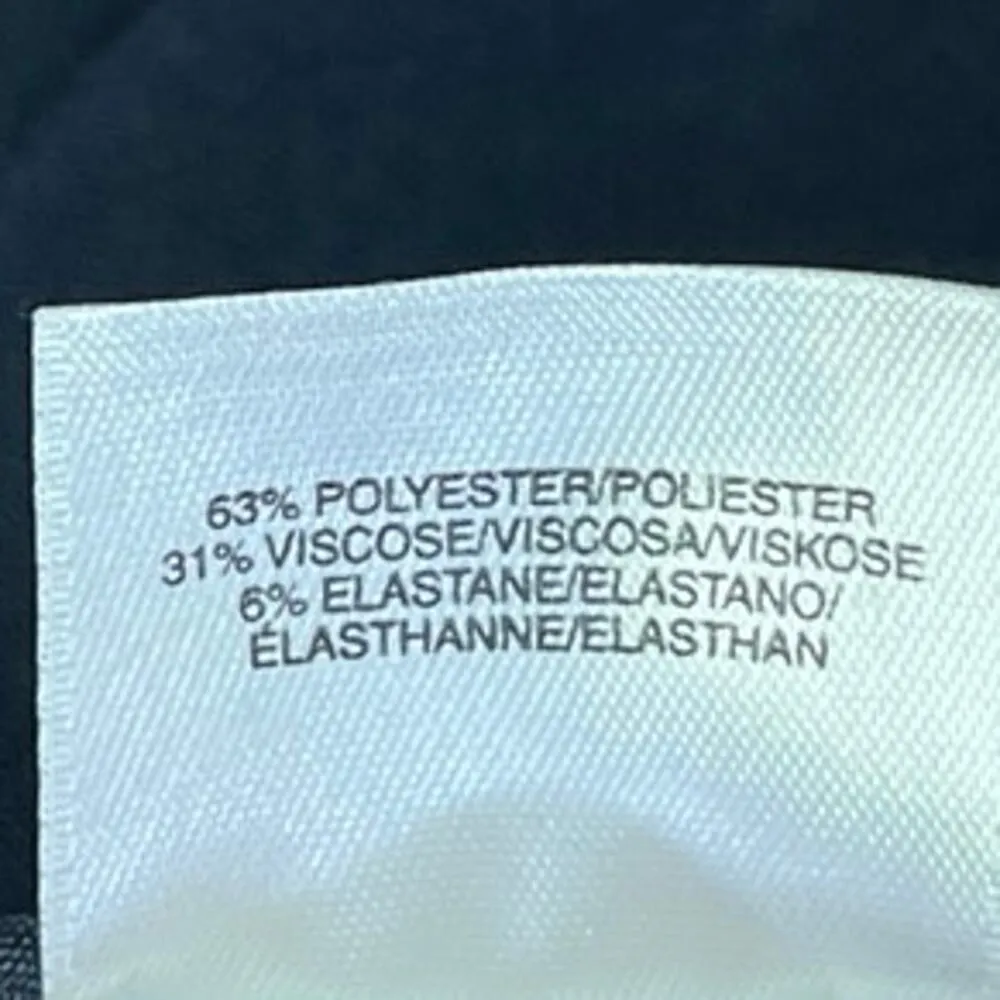 63% POLYESTER/POLIESTER
31% VISCOSE/VISCOSA/VISKOSE
6% ELASTANE/ELASTANO/
ÉLASTHANNE/ELASTHAN